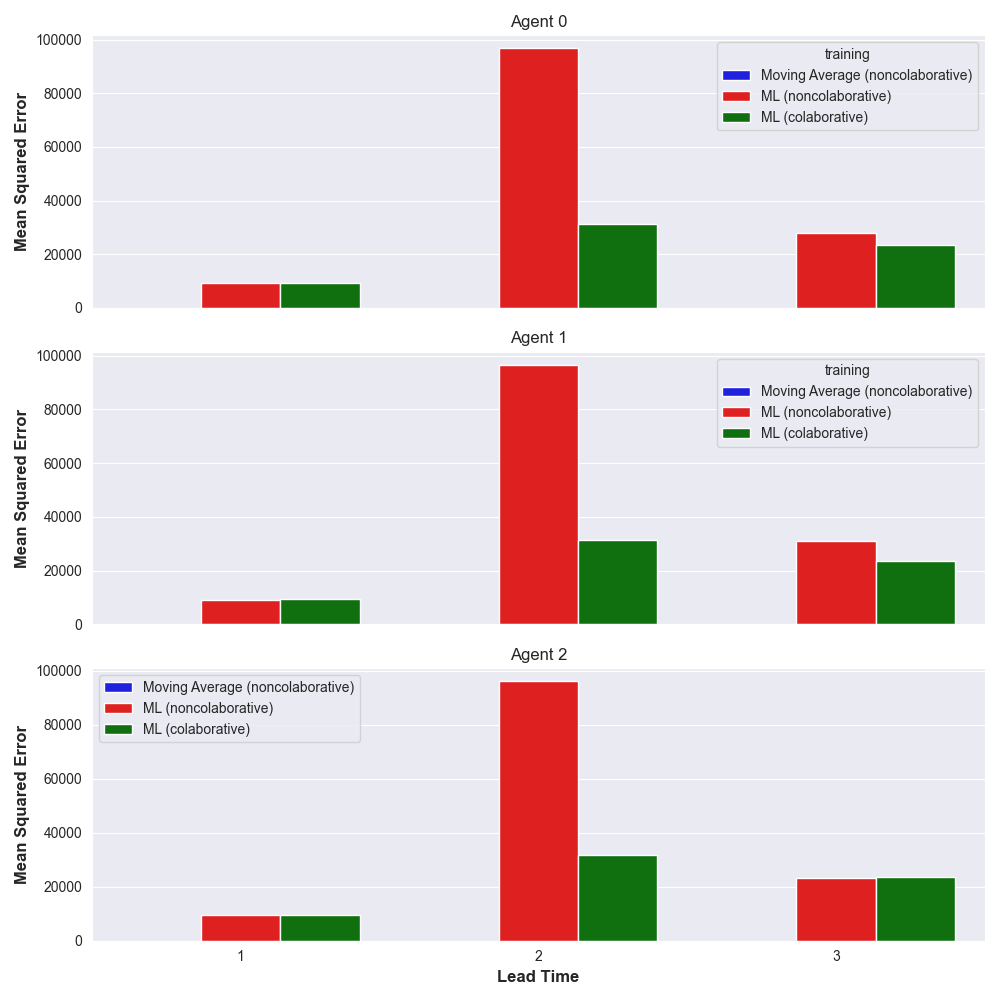 Agent 0
Mean Squared Error
100000
80000
60000
40000
20000
0
training
Moving Average (noncolaborative)
ML (noncolaborative)
ML (colaborative)
Agent 1
Mean Squared Error
100000
80000
60000
40000
20000
0
training
Moving Average (noncolaborative)
ML (noncolaborative)
ML (colaborative)
Agent 2
Mean Squared Error
100000
80000
60000
40000
20000
0
Moving Average (noncolaborative)
ML (noncolaborative)
ML (colaborative)
1 2 3
Lead Time